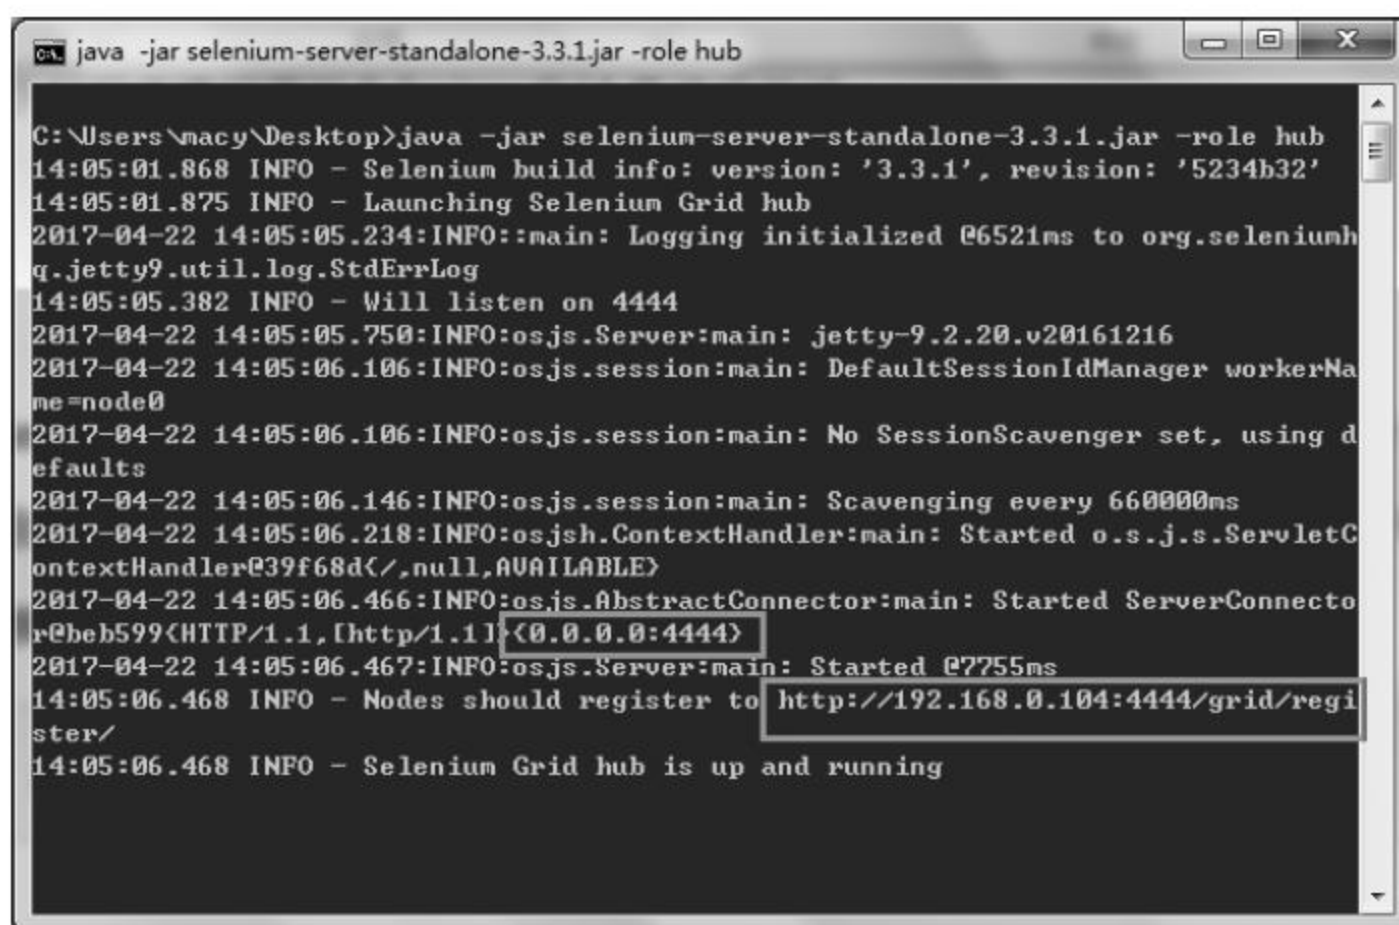 java -jar selenium-server-standalone-3.3.1.jar -role hub
C:\Users\macy\Desktop>java -jar selenium-server-standalone-3.3.1.jar -role hub
14:05:01.868 INFO - Selenium build info: version: '3.3.1', revision: '5234b32'
14:05:01.875 INFO - Launching Selenium Grid hub
2017-04-22 14:05:05.234:INFO::main: Logging initialized @6521ms to org.seleniumh
q.jetty9.util.log.StdErrLog
14:05:05.382 INFO - Will listen on 4444
2017-04-22 14:05:05.750:INFO:osjs.Server:main: jetty-9.2.20.v20161216
2017-04-22 14:05:06.106:INFO:osjs.session:main: DefaultSessionIdManager workerNa
me=node0
2017-04-22 14:05:06.106:INFO:osjs.session:main: No SessionScavenger set, using d
efaults
2017-04-22 14:05:06.146:INFO:osjs.session:main: Scavenging every 660000ms
2017-04-22 14:05:06.218:INFO:osjsh.ContextHandler:main: Started o.s.j.s.ServletC
ontextHandler@39f68d{/,null,AVAILABLE}
2017-04-22 14:05:06.466:INFO:osjs.AbstractConnector:main: Started ServerConnecto
r@beb599{HTTP/1.1,[http/1.1]}{0.0.0.0:4444}
2017-04-22 14:05:06.467:INFO:osjs.Server:main: Started @7755ms
14:05:06.468 INFO - Nodes should register to http://192.168.0.104:4444/grid/regi
ster/
14:05:06.468 INFO - Selenium Grid hub is up and running